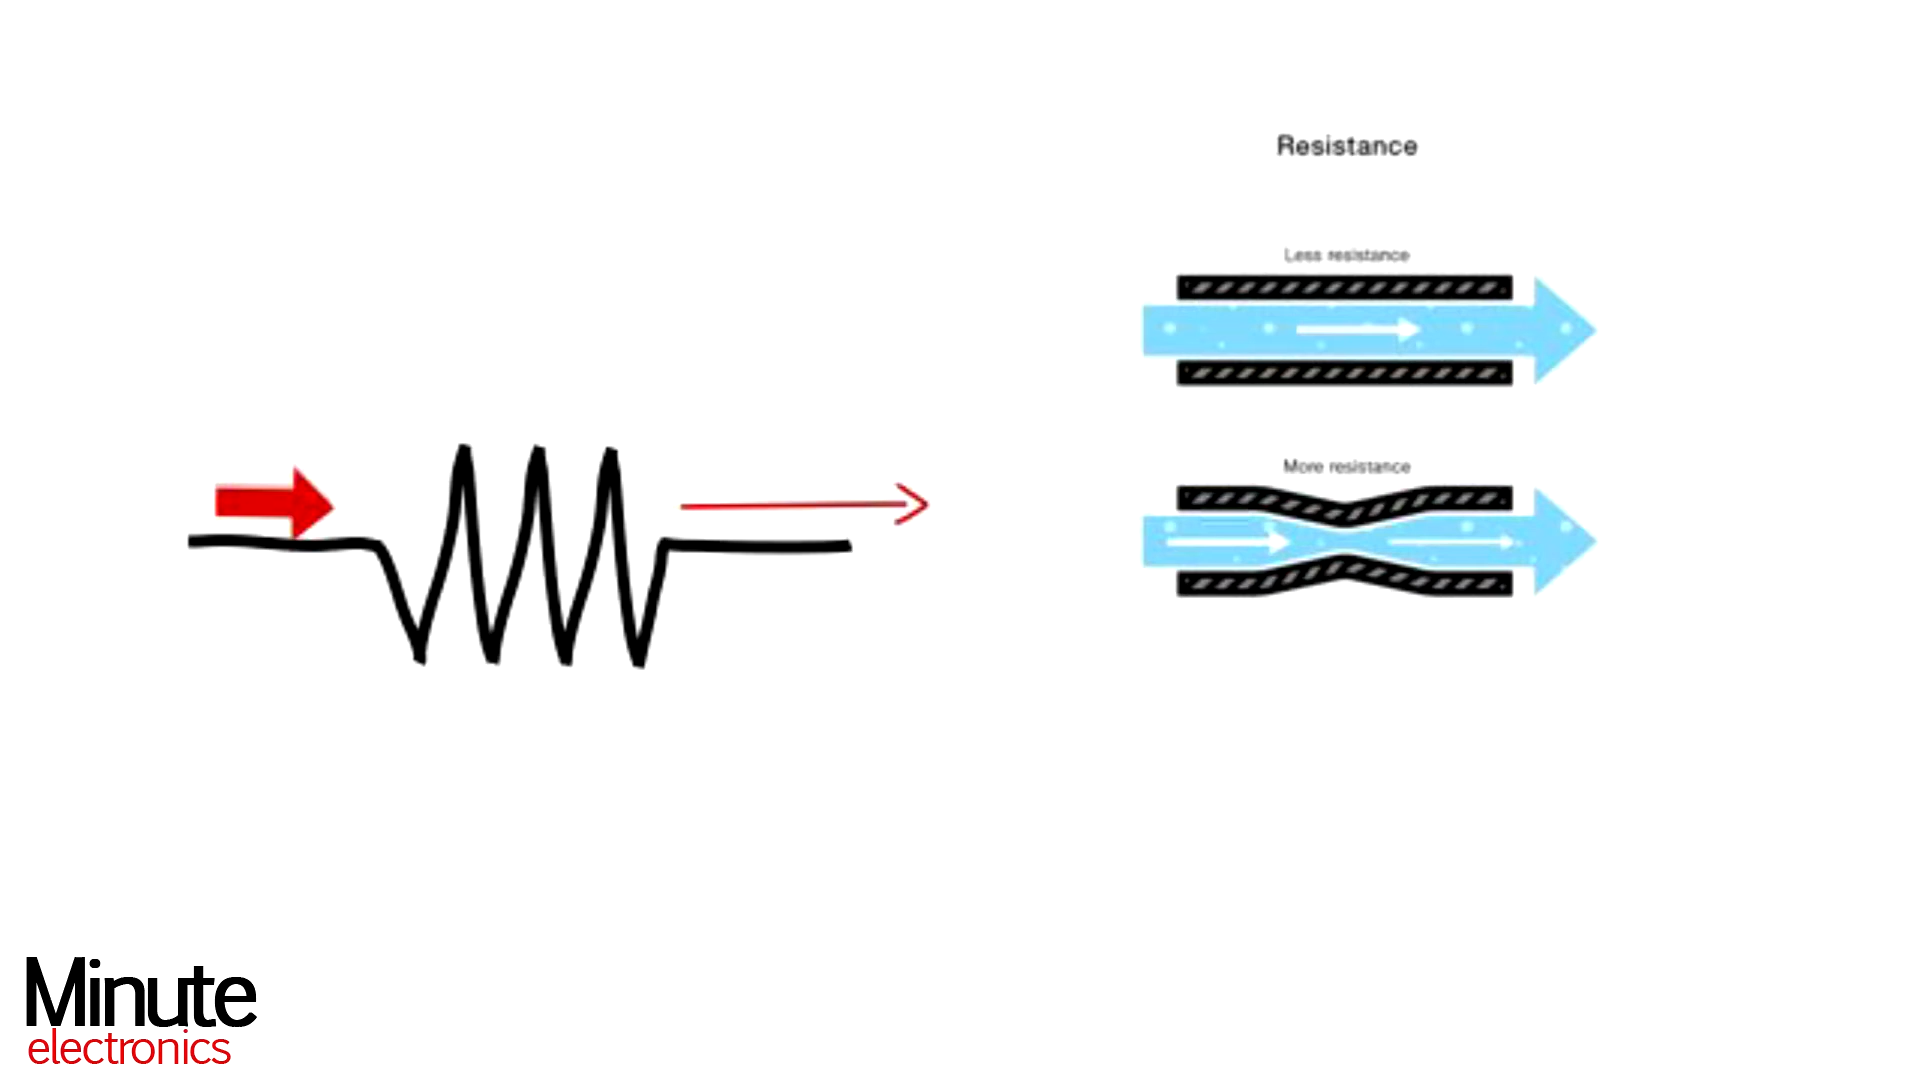 Resistance
Less resistance
More resistance
Minute
electronics